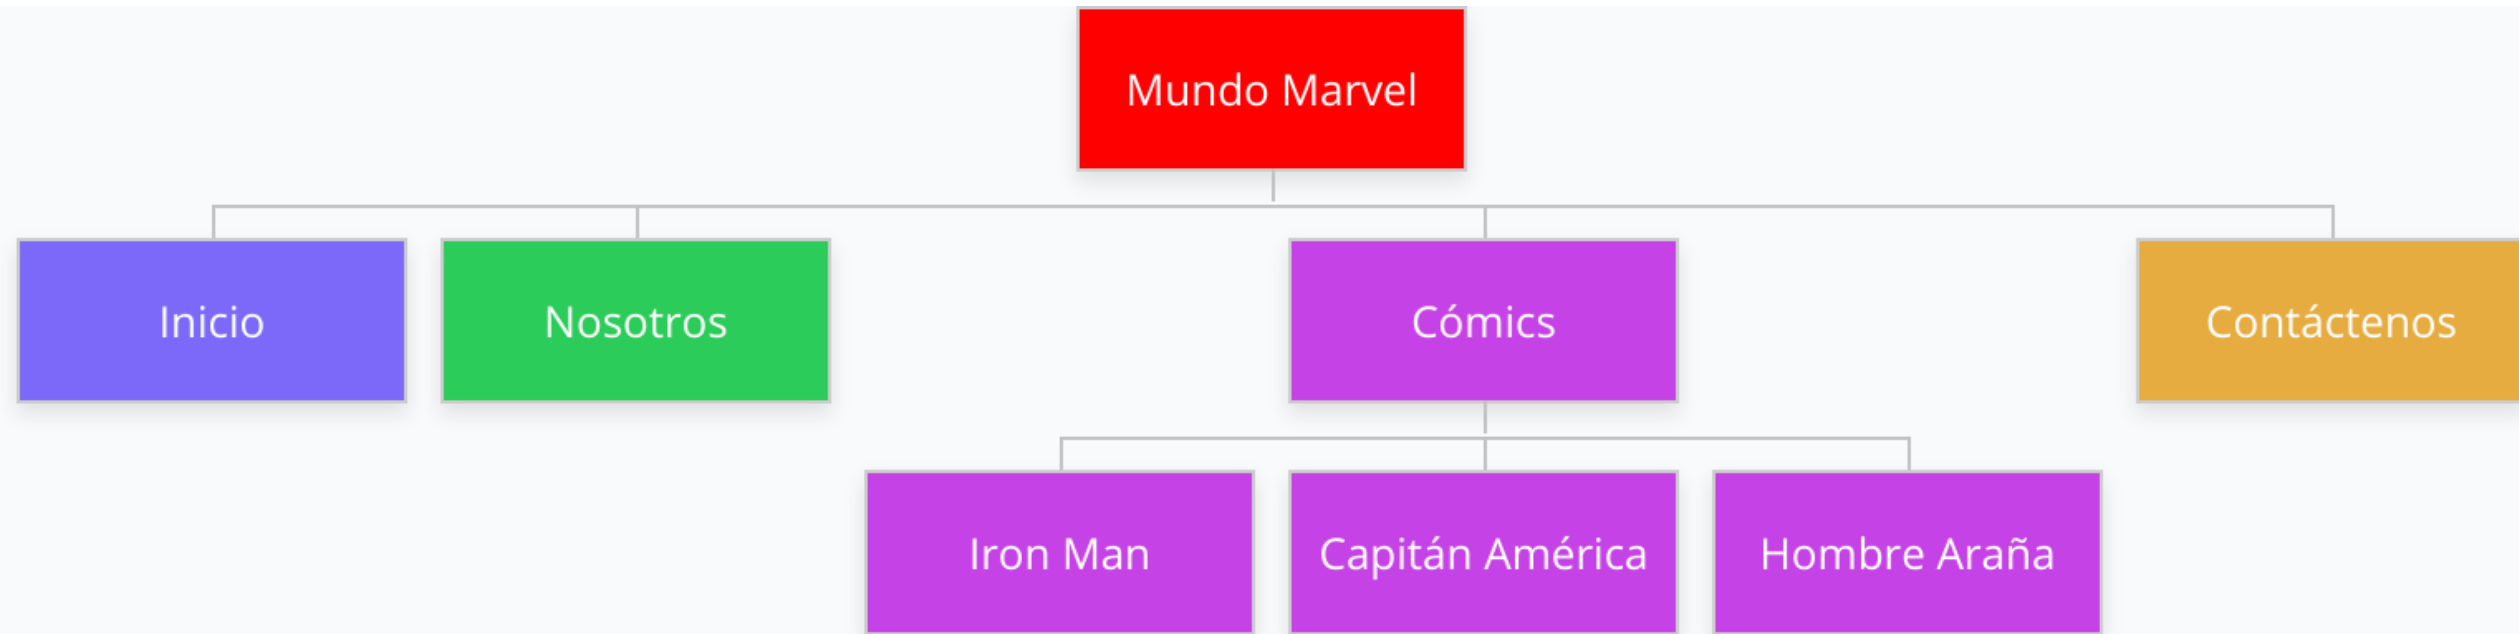 Mundo Marvel
Inicio
Nosotros
Cómics
Contáctenos
Iron Man
Capitán América
Hombre Araña